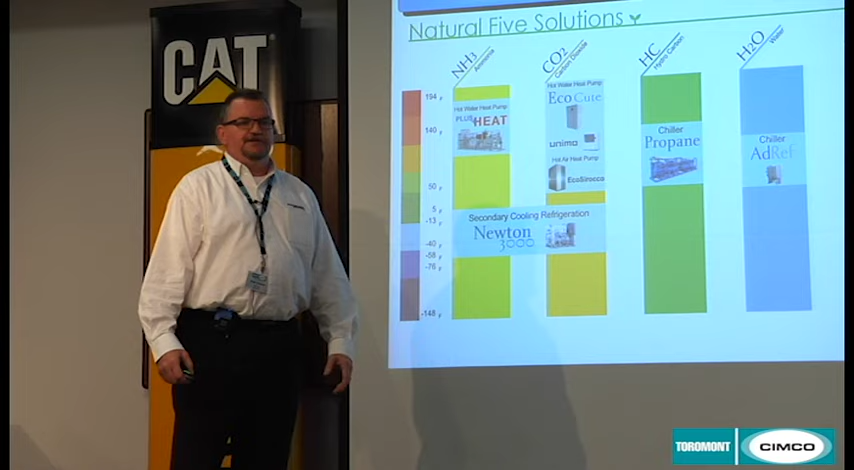 CAT
Natural Five Solutions
NH3
Ammonia
CO2
Carbon Dioxide
HC
Hydro Carbon
H2O
Water
194 F
140 F
50 F
5 F
-13 F
-40 F
-58 F
-76 F
-148 F
Hot Water Heat Pump
PLUS HEAT
Hot Water Heat Pump
Eco Cute
unimo
Hot Air Heat Pump
EcoSirocco
Chiller
Propane
Chiller
AdRef
Secondary Cooling Refrigeration
Newton
3000
TOROMONT
CIMCO